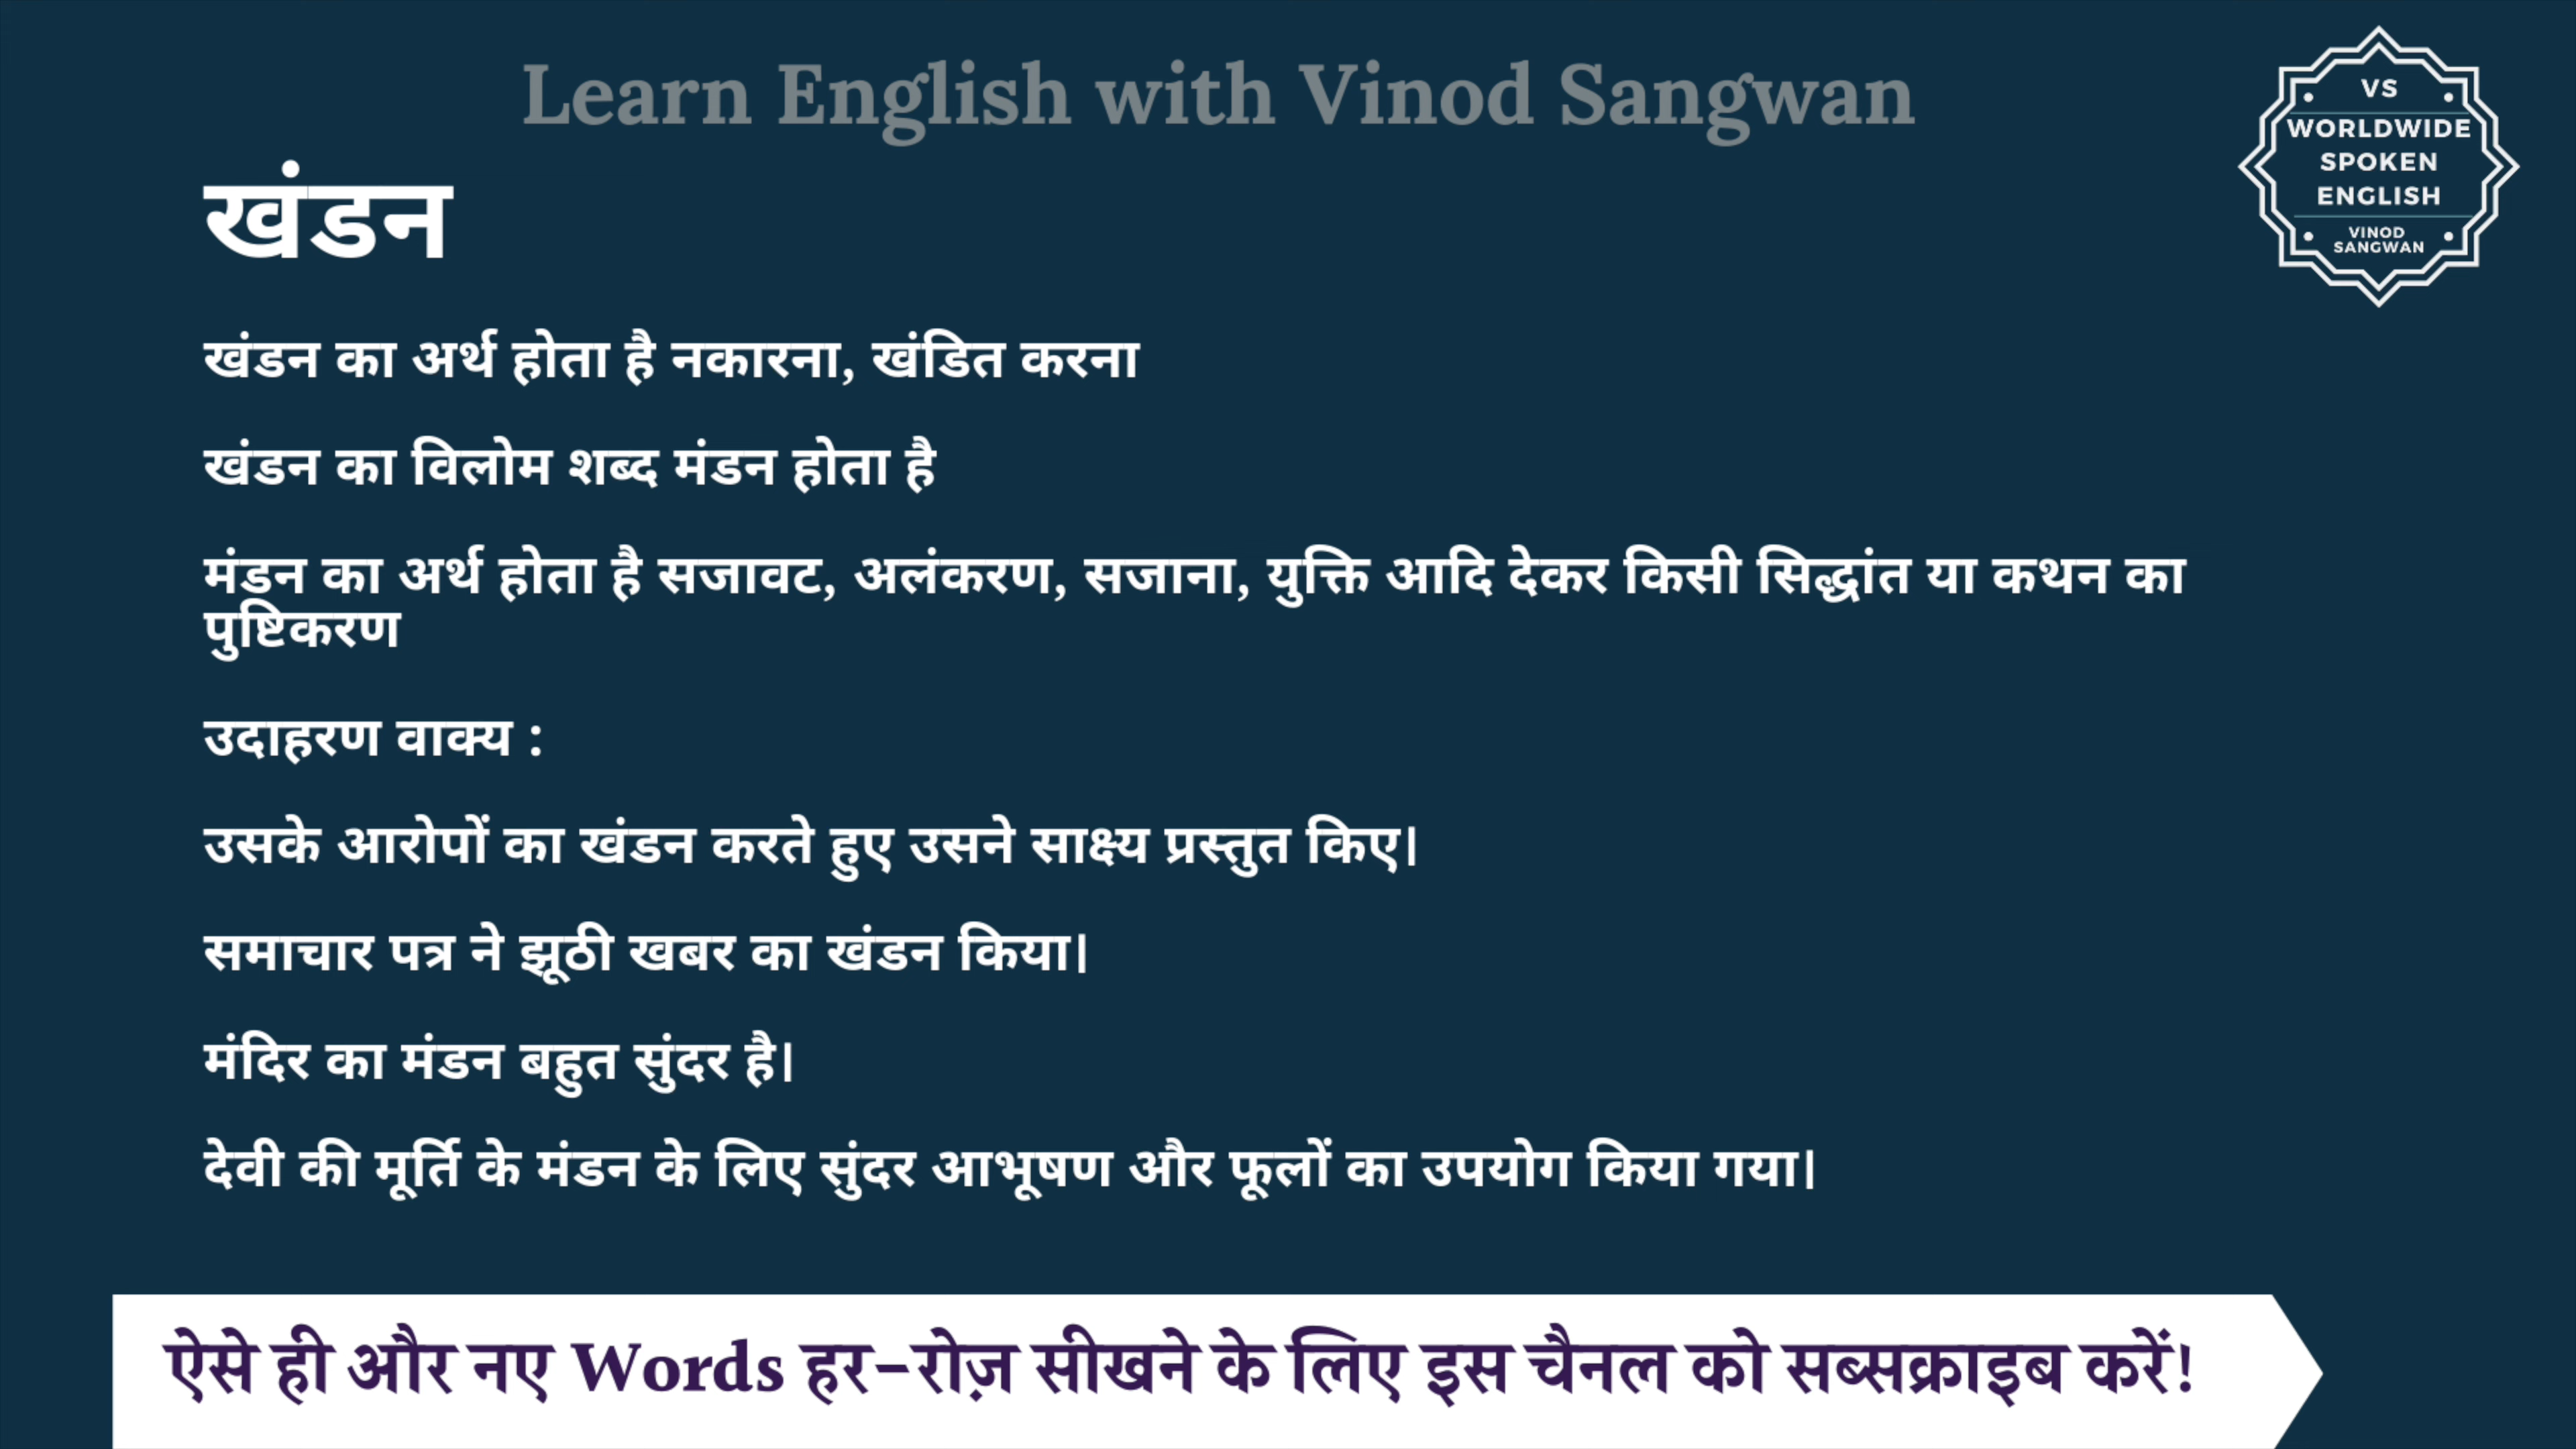 Learn English with Vinod Sangwan
VS
WORLDWIDE
SPOKEN
ENGLISH
VINOD
SANGWAN
खंडन
खंडन का अर्थ होता है नकारना, खंडित करना
खंडन का विलोम शब्द मंडन होता है
मंडन का अर्थ होता है सजावट, अलंकरण, सजाना, युक्ति आदि देकर किसी सिद्धांत या कथन का
पुष्टिकरण
उदाहरण वाक्य :
उसके आरोपों का खंडन करते हुए उसने साक्ष्य प्रस्तुत किए।
समाचार पत्र ने झूठी खबर का खंडन किया।
मंदिर का मंडन बहुत सुंदर है।
देवी की मूर्ति के मंडन के लिए सुंदर आभूषण और फूलों का उपयोग किया गया।
ऐसे ही और नए Words हर-रोज़ सीखने के लिए इस चैनल को सब्सक्राइब करें!